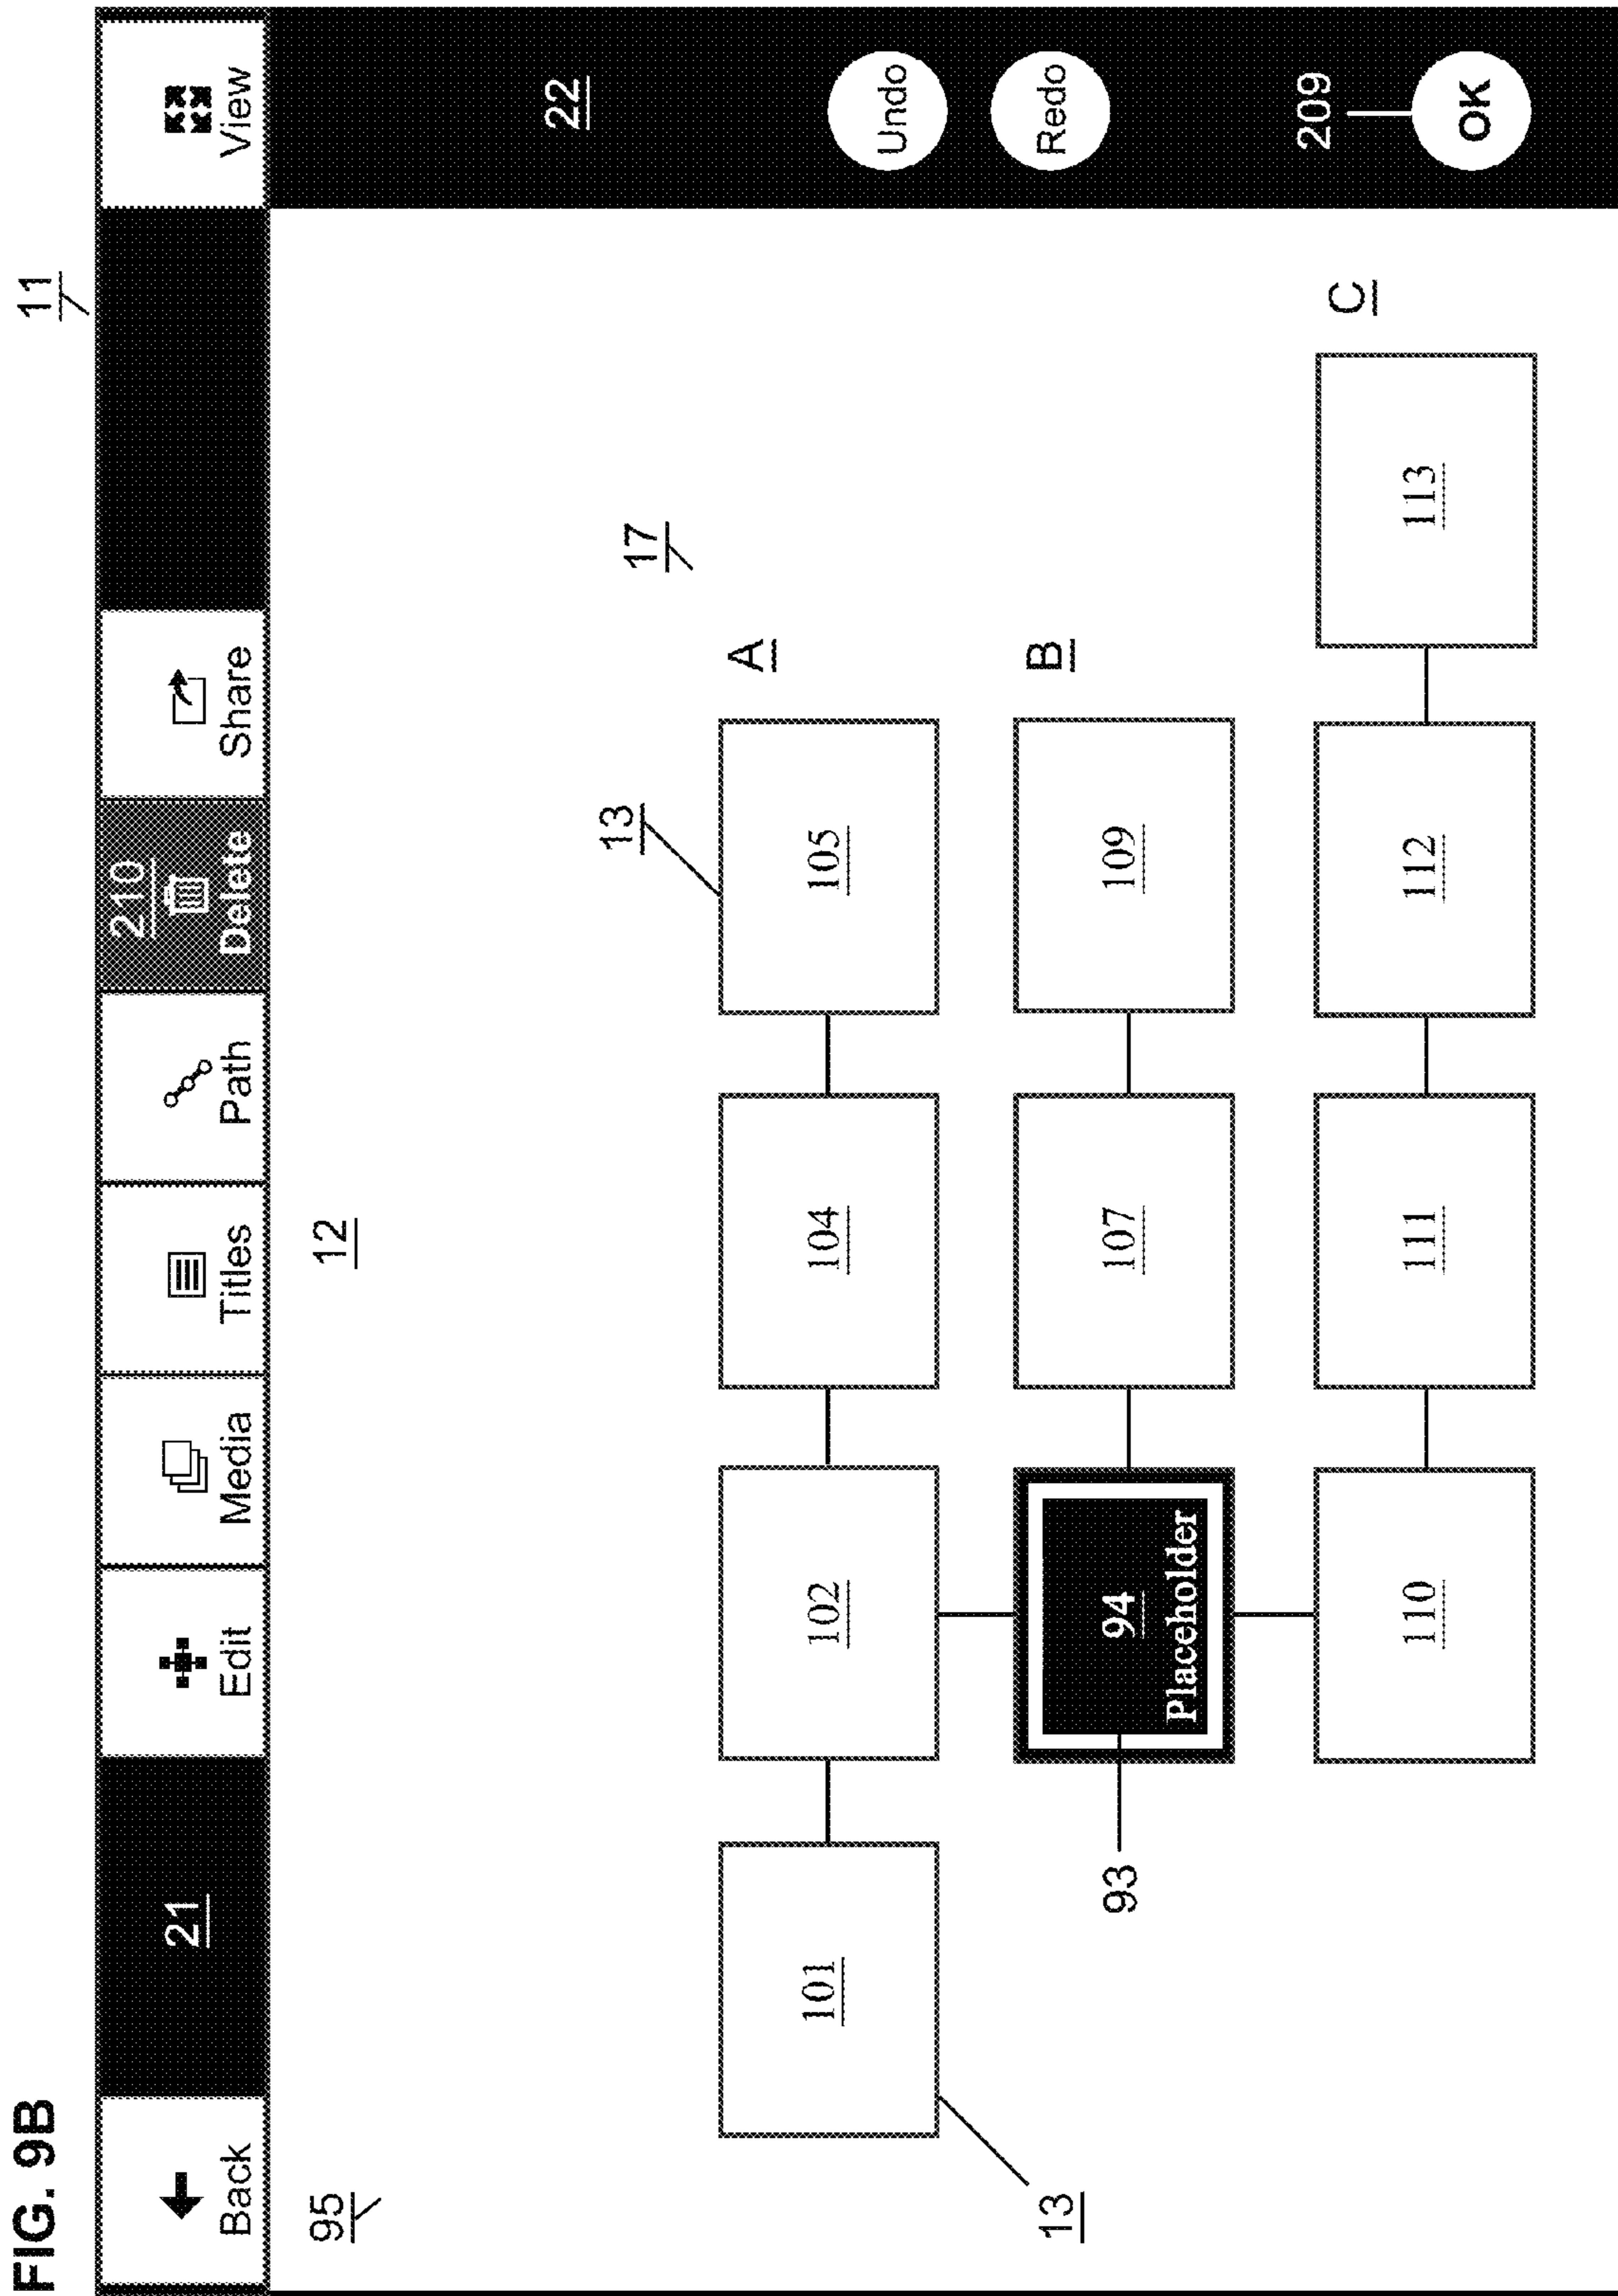 FIG. 9B
11
Back
21
Edit
Media
Titles
Path
210
Delete
Share
View
95
12
22
17
13
A
101
102
104
105
Undo
B
94
Placeholder
107
109
Redo
93
13
C
110
111
112
113
209
OK